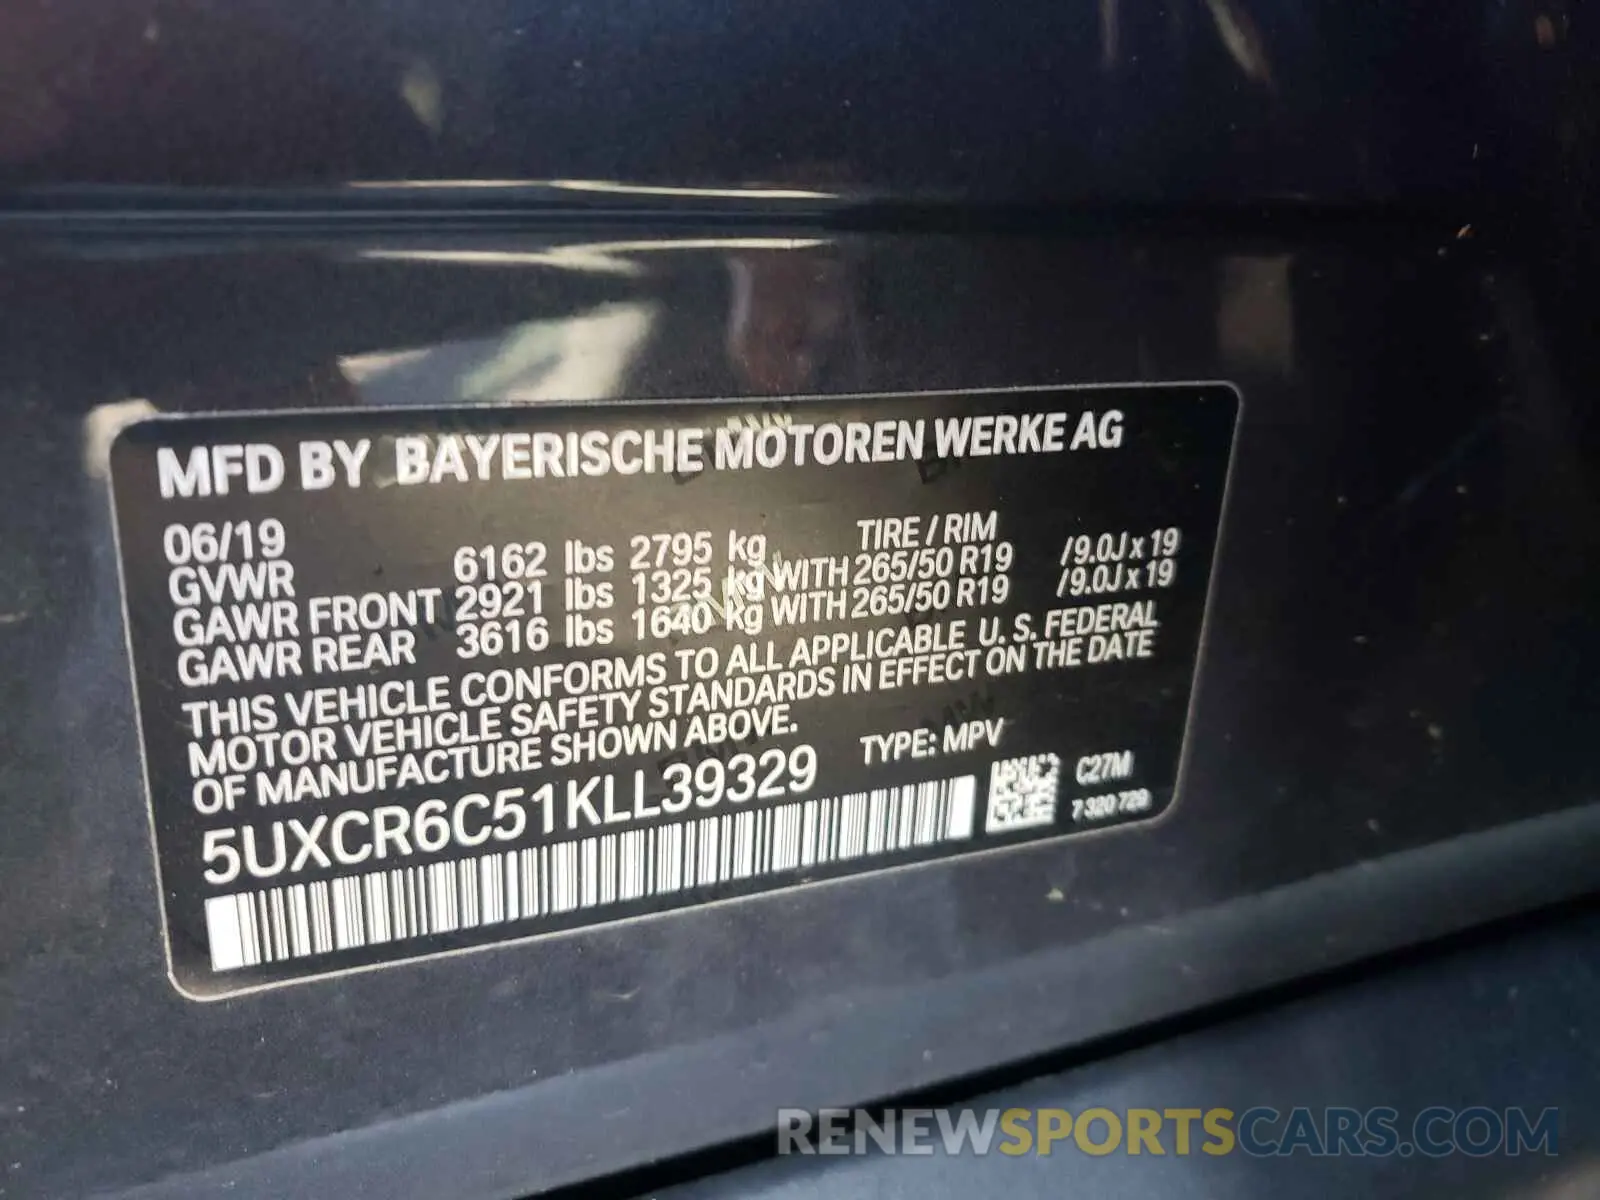 MFD BY BAYERISCHE MOTOREN WERKE AG
06/19 TIRE / RIM
GVWR 6162 lbs 2795 kg
GAWR FRONT 2921 lbs 1325 kg WITH 265/50 R19 /9.0J x 19
GAWR REAR 3616 lbs 1640 kg WITH 265/50 R19 /9.0J x 19
THIS VEHICLE CONFORMS TO ALL APPLICABLE U. S. FEDERAL
MOTOR VEHICLE SAFETY STANDARDS IN EFFECT ON THE DATE
OF MANUFACTURE SHOWN ABOVE.
TYPE: MPV
5UXCR6C51KLL39329
C27M
7 320 729
RENEWSPORTSCARS.COM